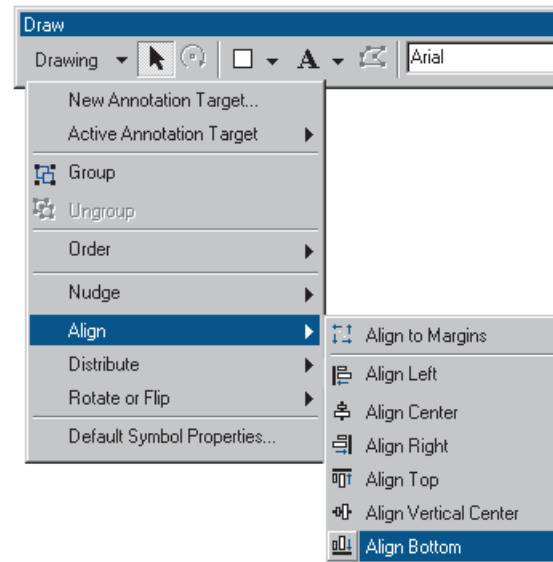 Draw
Drawing A Arial
New Annotation Target...
Active Annotation Target
Group
Ungroup
Order
Nudge
Align
Distribute
Rotate or Flip
Default Symbol Properties...
Align to Margins
Align Left
Align Center
Align Right
Align Top
Align Vertical Center
Align Bottom